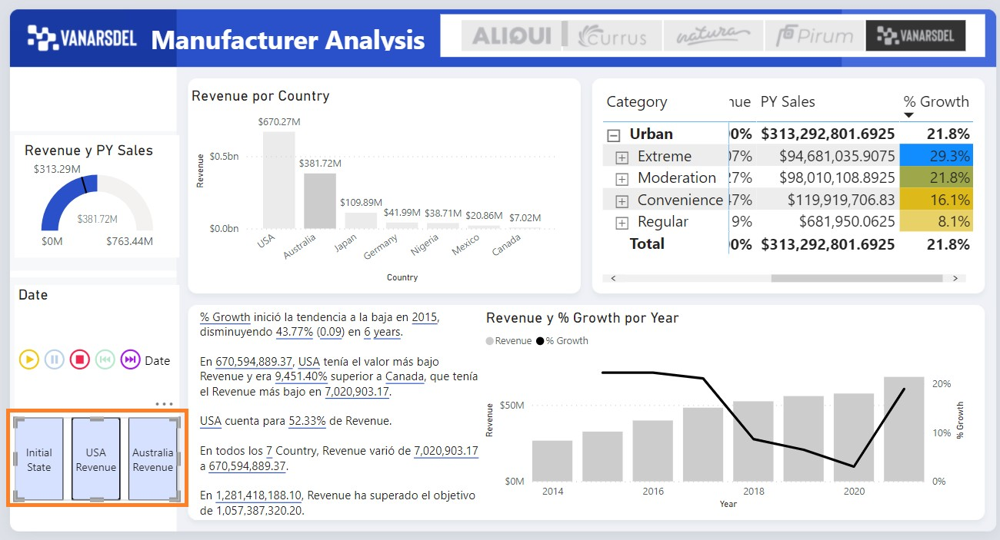 VANARSDEL
Manufacturer Analysis
ALIQUI
currus
natura
Pirum
VANARSDEL
Revenue y PY Sales
$313.29M
$381.72M
$0M
$763.44M
Date
Date
Initial
State
USA
Revenue
Australia
Revenue
Revenue por Country
$670.27M
$381.72M
$109.89M
$41.99M
$38.71M
$20.86M
$7.02M
$0.5bn
$0.0bn
Revenue
USA
Australia
Japan
Germany
Nigeria
Mexico
Canada
Country
Category nue PY Sales % Growth
Urban 0% $313,292,801.6925 21.8%
Extreme 07% $94,681,035.9075 29.3%
Moderation 27% $98,010,108.8925 21.8%
Convenience 47% $119,919,706.83 16.1%
Regular 9% $681,950.0625 8.1%
Total 00% $313,292,801.6925 21.8%
% Growth inició la tendencia a la baja en 2015,
disminuyendo 43.77% (0.09) en 6 years.
En 670,594,889.37, USA tenía el valor más bajo
Revenue y era 9,451.40% superior a Canada, que tenía
el Revenue más bajo en 7,020,903.17.
USA cuenta para 52.33% de Revenue.
En todos los 7 Country, Revenue varió de 7,020,903.17
a 670,594,889.37.
En 1,281,418,188.10, Revenue ha superado el objetivo
de 1,057,387,320.20.
Revenue y % Growth por Year
Revenue % Growth
$50M
$0M
Revenue
20%
10%
0%
% Growth
2014
2016
2018
2020
Year